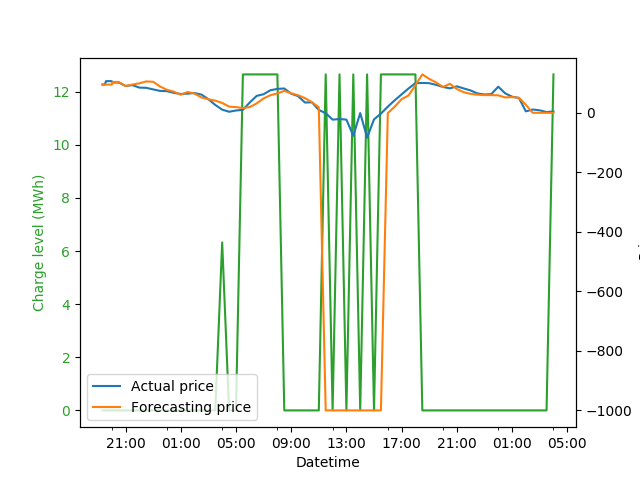 12
10
8
6
4
2
0
Charge level (MWh)
0
−200
−400
−600
−800
−1000
Actual price
Forecasting price
21:00 01:00 05:00 09:00 13:00 17:00 21:00 01:00 05:00
Datetime